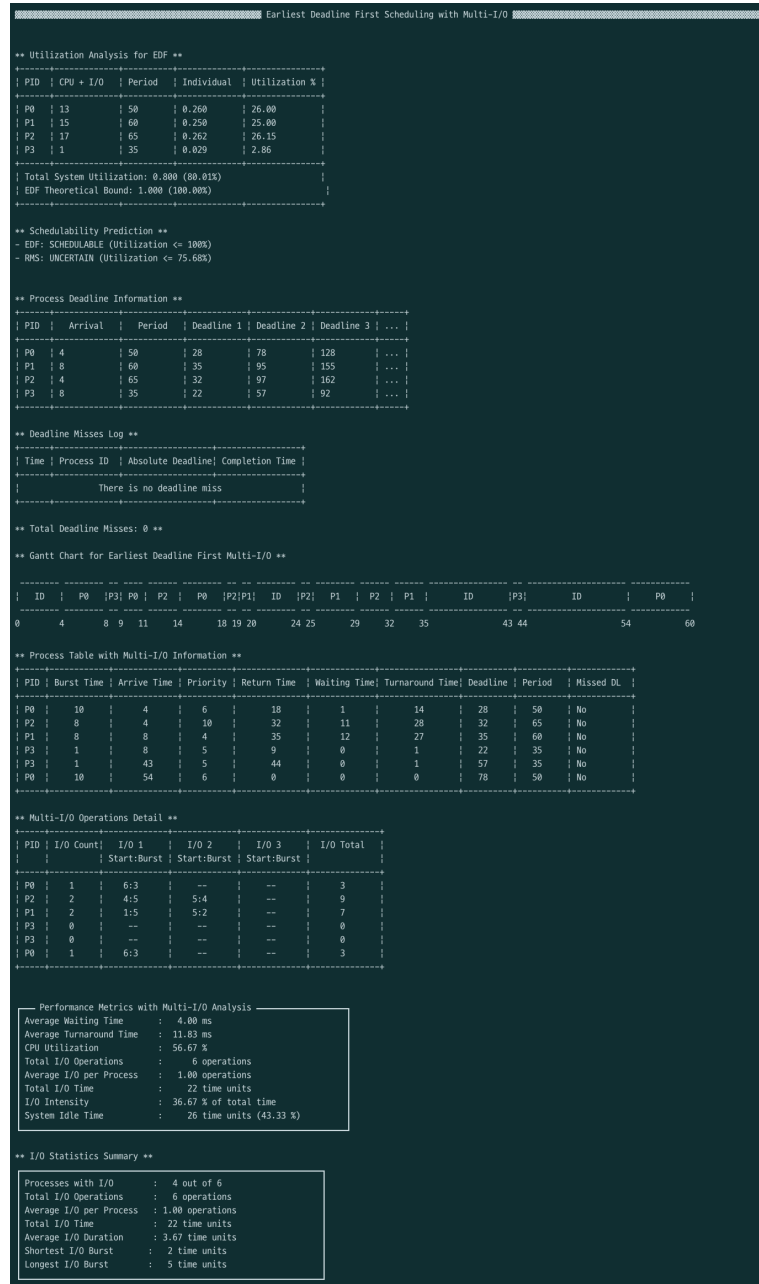 Earliest Deadline First Scheduling with Multi-I/O
** Utilization Analysis for EDF **
+------+-------------+----------+-------------+---------------+
¦ PID ¦ CPU + I/O ¦ Period ¦ Individual ¦ Utilization % ¦
+------+-------------+----------+-------------+---------------+
¦ P0 ¦ 13 ¦ 50 ¦ 0.260 ¦ 26.00 ¦
¦ P1 ¦ 15 ¦ 60 ¦ 0.250 ¦ 25.00 ¦
¦ P2 ¦ 17 ¦ 65 ¦ 0.262 ¦ 26.15 ¦
¦ P3 ¦ 1 ¦ 35 ¦ 0.029 ¦ 2.86 ¦
+------+-------------+----------+-------------+---------------+
¦ Total System Utilization: 0.800 (80.01%) ¦
¦ EDF Theoretical Bound: 1.000 (100.00%) ¦
+------+-------------+----------+-------------+---------------+
** Schedulability Prediction **
- EDF: SCHEDULABLE (Utilization <= 100%)
- RMS: UNCERTAIN (Utilization <= 75.68%)
** Process Deadline Information **
¦ PID ¦ Arrival ¦ Period ¦ Deadline 1 ¦ Deadline 2 ¦ Deadline 3 ¦ ... ¦
¦ P0 ¦ 4 ¦ 50 ¦ 28 ¦ 78 ¦ 128 ¦ ... ¦
¦ P1 ¦ 8 ¦ 60 ¦ 35 ¦ 95 ¦ 155 ¦ ... ¦
¦ P2 ¦ 4 ¦ 65 ¦ 32 ¦ 97 ¦ 162 ¦ ... ¦
¦ P3 ¦ 8 ¦ 35 ¦ 22 ¦ 57 ¦ 92 ¦ ... ¦
** Deadline Misses Log **
¦ Time ¦ Process ID ¦ Absolute Deadline¦ Completion Time ¦
¦ There is no deadline miss ¦
** Total Deadline Misses: 0 **
** Gantt Chart for Earliest Deadline First Multi-I/O **
¦ ID ¦ P0 ¦P3¦ P0 ¦ P2 ¦ P0 ¦P2¦P1¦ ID ¦P2¦ P1 ¦ P2 ¦ P1 ¦ ID ¦P3¦ ID ¦ P0 ¦
0 4 8 9 11 14 18 19 20 24 25 29 32 35 43 44 54 60
** Process Table with Multi-I/O Information **
¦ PID ¦ Burst Time ¦ Arrive Time ¦ Priority ¦ Return Time ¦ Waiting Time¦ Turnaround Time¦ Deadline ¦ Period ¦ Missed DL ¦
¦ P0 ¦ 10 ¦ 4 ¦ 6 ¦ 18 ¦ 1 ¦ 14 ¦ 28 ¦ 50 ¦ No ¦
¦ P2 ¦ 8 ¦ 4 ¦ 10 ¦ 32 ¦ 11 ¦ 28 ¦ 32 ¦ 65 ¦ No ¦
¦ P1 ¦ 8 ¦ 8 ¦ 4 ¦ 35 ¦ 12 ¦ 27 ¦ 35 ¦ 60 ¦ No ¦
¦ P3 ¦ 1 ¦ 8 ¦ 5 ¦ 9 ¦ 0 ¦ 1 ¦ 22 ¦ 35 ¦ No ¦
¦ P3 ¦ 1 ¦ 43 ¦ 5 ¦ 44 ¦ 0 ¦ 1 ¦ 57 ¦ 35 ¦ No ¦
¦ P0 ¦ 10 ¦ 54 ¦ 6 ¦ 0 ¦ 0 ¦ 0 ¦ 78 ¦ 50 ¦ No ¦
** Multi-I/O Operations Detail **
¦ PID ¦ I/O Count¦ I/O 1 ¦ I/O 2 ¦ I/O 3 ¦ I/O Total ¦
¦ ¦ ¦ Start:Burst ¦ Start:Burst ¦ Start:Burst ¦ ¦
¦ P0 ¦ 1 ¦ 6:3 ¦ -- ¦ -- ¦ 3 ¦
¦ P2 ¦ 2 ¦ 4:5 ¦ 5:4 ¦ -- ¦ 9 ¦
¦ P1 ¦ 2 ¦ 1:5 ¦ 5:2 ¦ -- ¦ 7 ¦
¦ P3 ¦ 0 ¦ -- ¦ -- ¦ -- ¦ 0 ¦
¦ P3 ¦ 0 ¦ -- ¦ -- ¦ -- ¦ 0 ¦
¦ P0 ¦ 1 ¦ 6:3 ¦ -- ¦ -- ¦ 3 ¦
Performance Metrics with Multi-I/O Analysis
Average Waiting Time : 4.00 ms
Average Turnaround Time : 11.83 ms
CPU Utilization : 56.67 %
Total I/O Operations : 6 operations
Average I/O per Process : 1.00 operations
Total I/O Time : 22 time units
I/O Intensity : 36.67 % of total time
System Idle Time : 26 time units (43.33 %)
** I/O Statistics Summary **
Processes with I/O : 4 out of 6
Total I/O Operations : 6 operations
Average I/O per Process : 1.00 operations
Total I/O Time : 22 time units
Average I/O Duration : 3.67 time units
Shortest I/O Burst : 2 time units
Longest I/O Burst : 5 time units